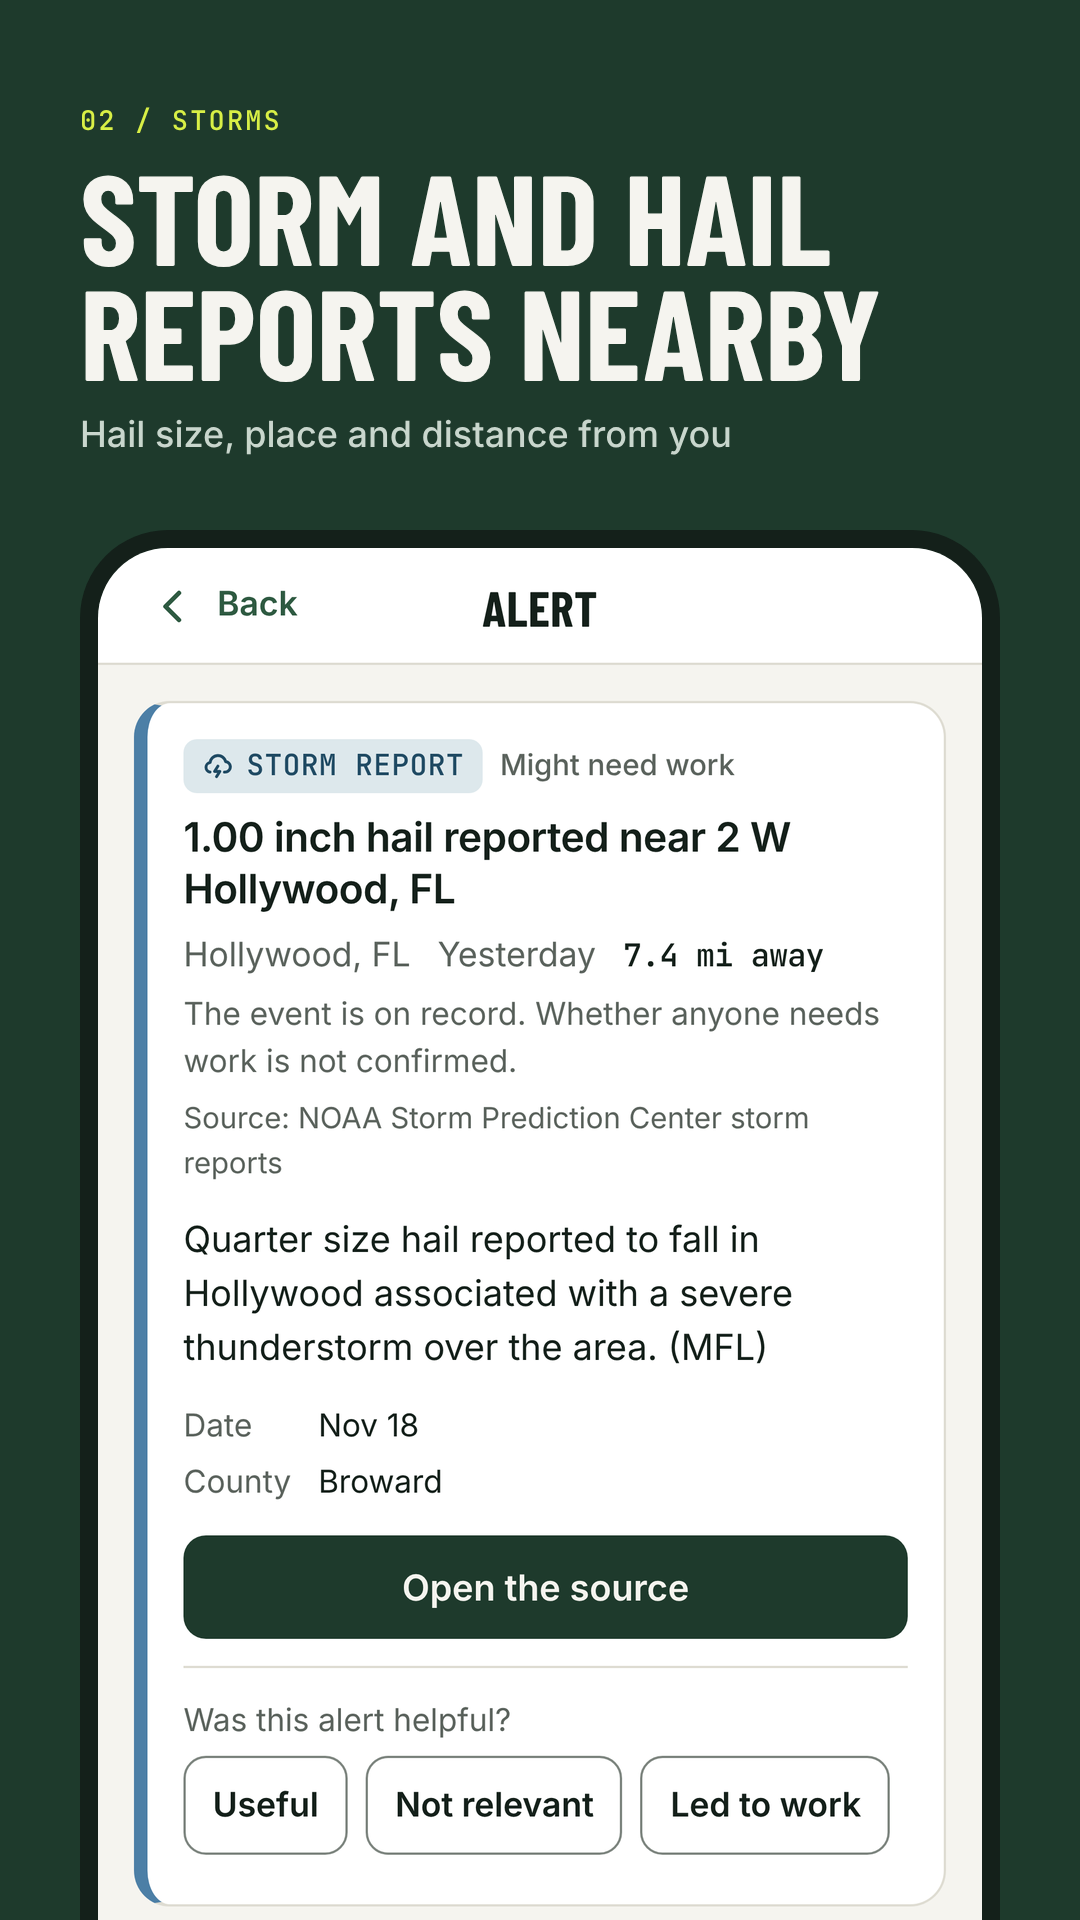 02 / STORMS
STORM AND HAIL
REPORTS NEARBY
Hail size, place and distance from you
Back
ALERT
STORM REPORT Might need work
1.00 inch hail reported near 2 W
Hollywood, FL
Hollywood, FL Yesterday 7.4 mi away
The event is on record. Whether anyone needs
work is not confirmed.
Source: NOAA Storm Prediction Center storm
reports
Quarter size hail reported to fall in
Hollywood associated with a severe
thunderstorm over the area. (MFL)
Date Nov 18
County Broward
Open the source
Was this alert helpful?
Useful Not relevant Led to work